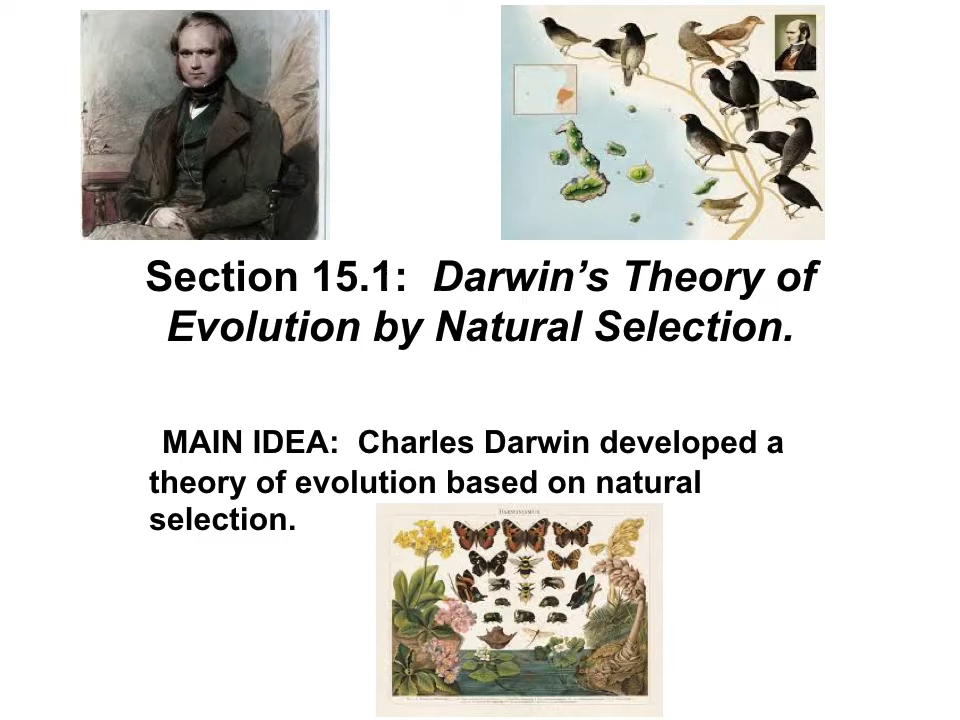 Section 15.1:  Darwin’s Theory of
Evolution by Natural Selection.
MAIN IDEA:  Charles Darwin developed a
theory of evolution based on natural
selection.
DARWINISMUS.